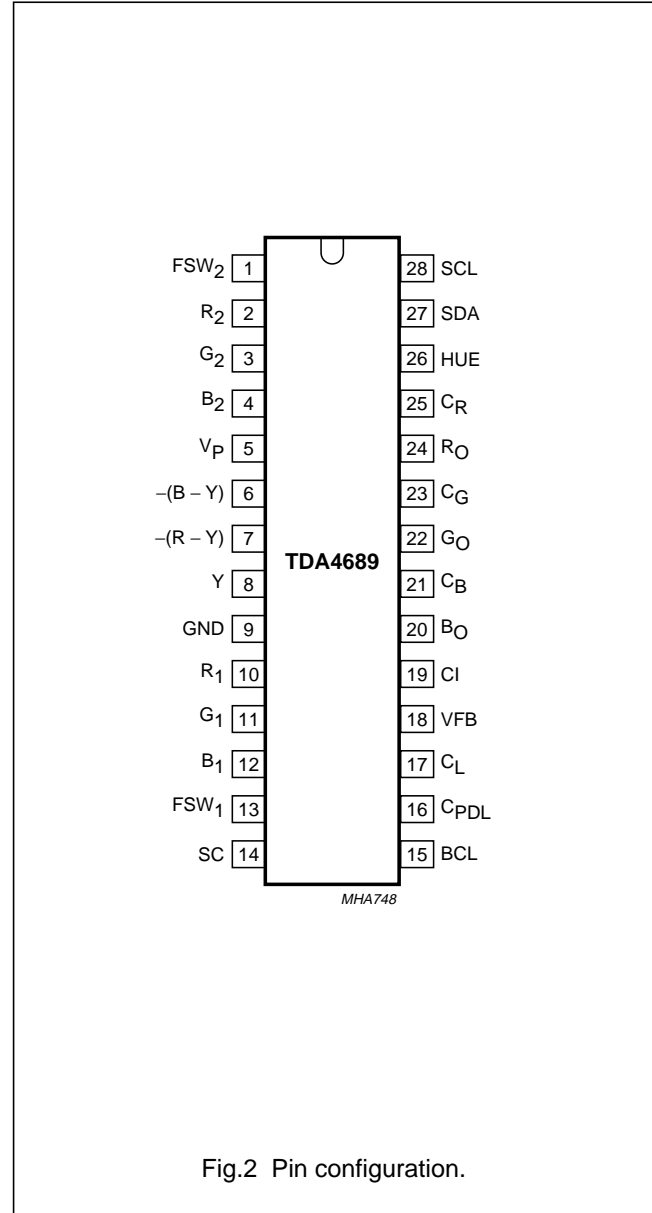 FSW2 1 28 SCL
R2 2 27 SDA
G2 3 26 HUE
B2 4 25 CR
VP 5 24 RO
−(B − Y) 6 23 CG
−(R − Y) 7 22 GO
TDA4689
Y 8 21 CB
GND 9 20 BO
R1 10 19 CI
G1 11 18 VFB
B1 12 17 CL
FSW1 13 16 CPDL
SC 14 15 BCL
MHA748
Fig.2 Pin configuration.